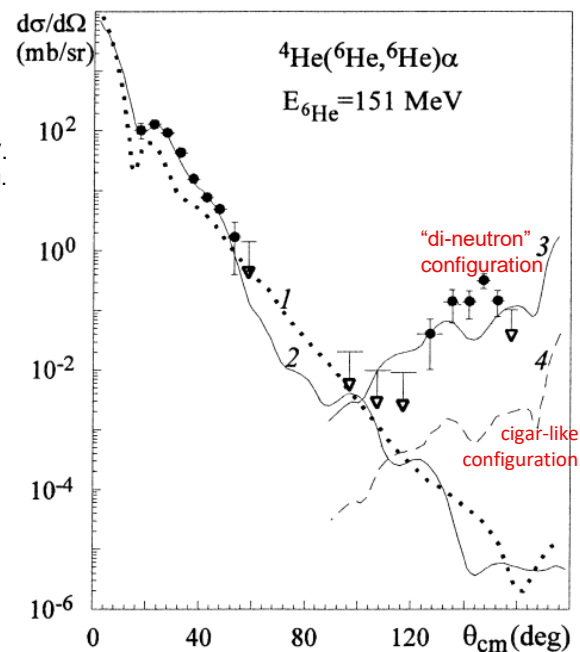 dσ/dΩ
(mb/sr)
⁴He(⁶He,⁶He)α
E₆He=151 MeV
10²
10⁰
10⁻²
10⁻⁴
10⁻⁶
"di-neutron"
configuration
3
1
2
4
cigar-like
configuration
0
40
80
120
θcm(deg)